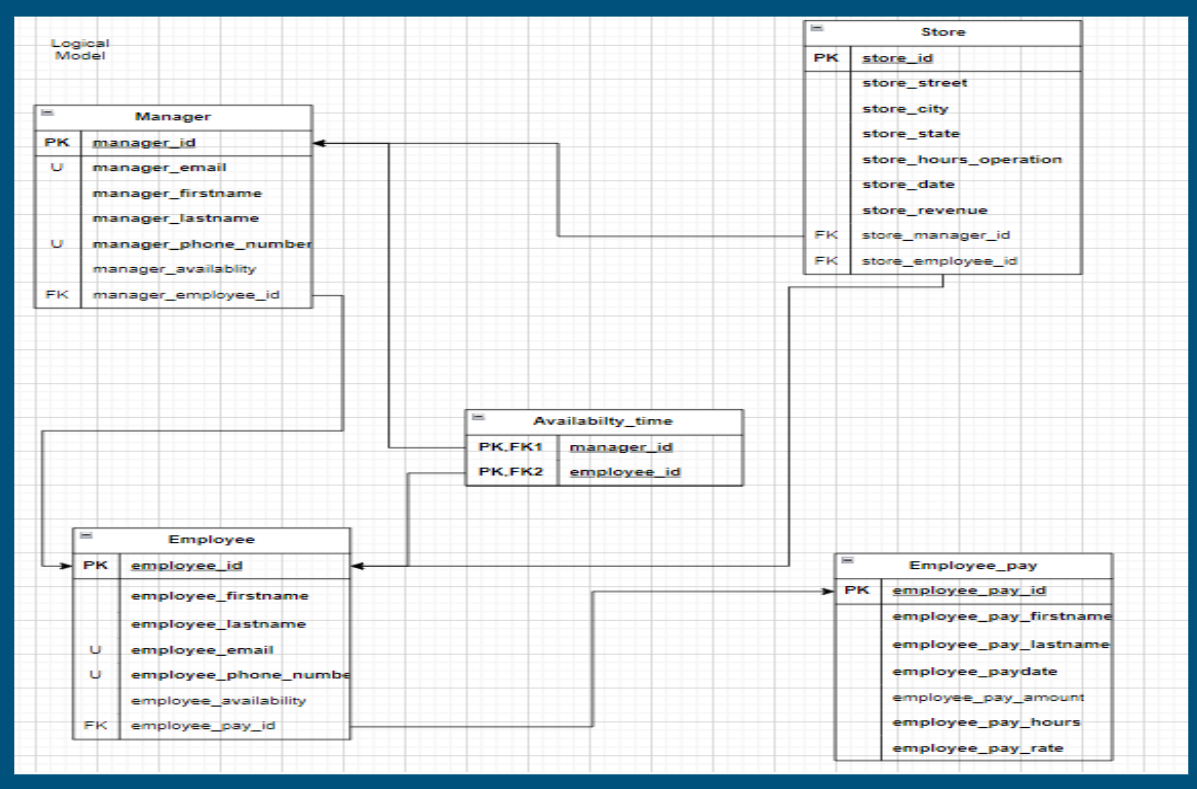 Logical
Model
Store
PK store_id
store_street
store_city
store_state
store_hours_operation
store_date
store_revenue
FK store_manager_id
FK store_employee_id
Manager
PK manager_id
U manager_email
manager_firstname
manager_lastname
U manager_phone_number
manager_availablity
FK manager_employee_id
Availabilty_time
PK,FK1 manager_id
PK,FK2 employee_id
Employee
PK employee_id
employee_firstname
employee_lastname
U employee_email
U employee_phone_numbe
employee_availability
FK employee_pay_id
Employee_pay
PK employee_pay_id
employee_pay_firstname
employee_pay_lastname
employee_paydate
employee_pay_amount
employee_pay_hours
employee_pay_rate